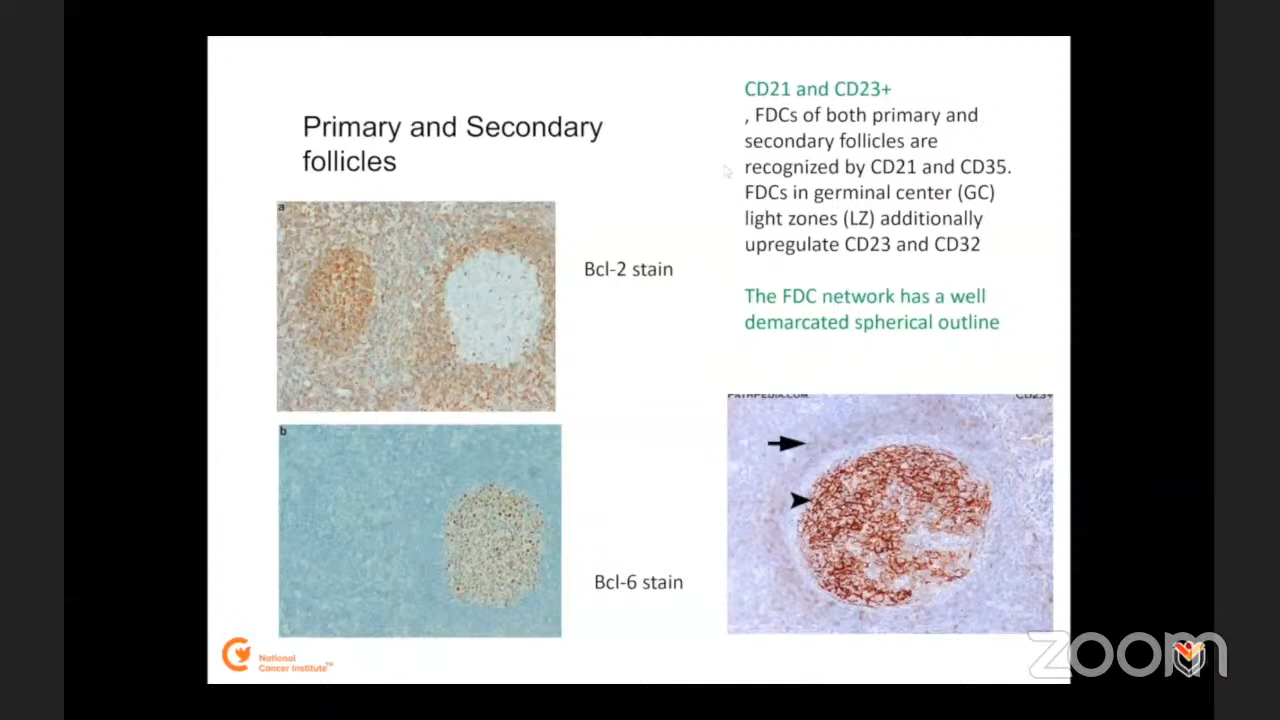 Primary and Secondary
follicles
a
Bcl-2 stain
b
Bcl-6 stain
CD21 and CD23+
, FDCs of both primary and
secondary follicles are
recognized by CD21 and CD35.
FDCs in germinal center (GC)
light zones (LZ) additionally
upregulate CD23 and CD32
The FDC network has a well
demarcated spherical outline
PATHPEDIA.COM
CD23+
National
Cancer Institute
zoom